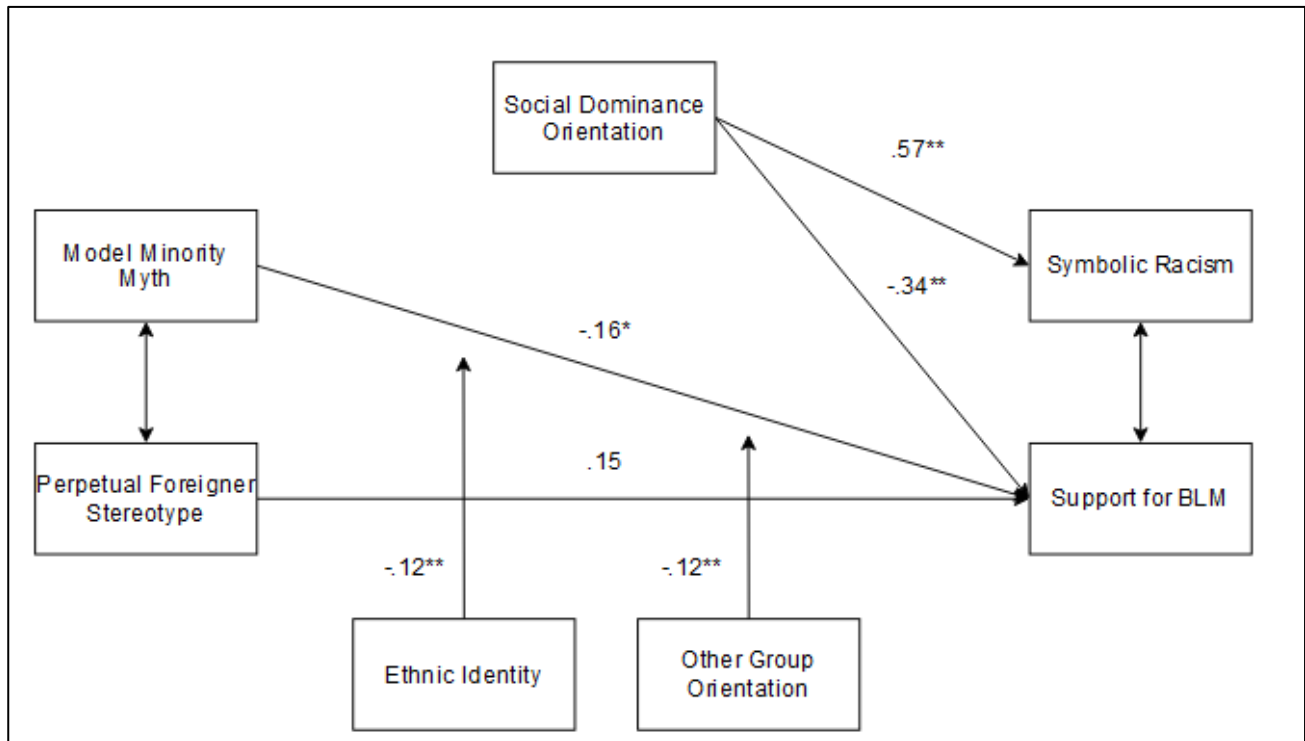 Social Dominance
Orientation
.57**
Model Minority
Myth
Symbolic Racism
-.34**
-.16*
Perpetual Foreigner
Stereotype
.15
Support for BLM
-.12**
-.12**
Ethnic Identity
Other Group
Orientation